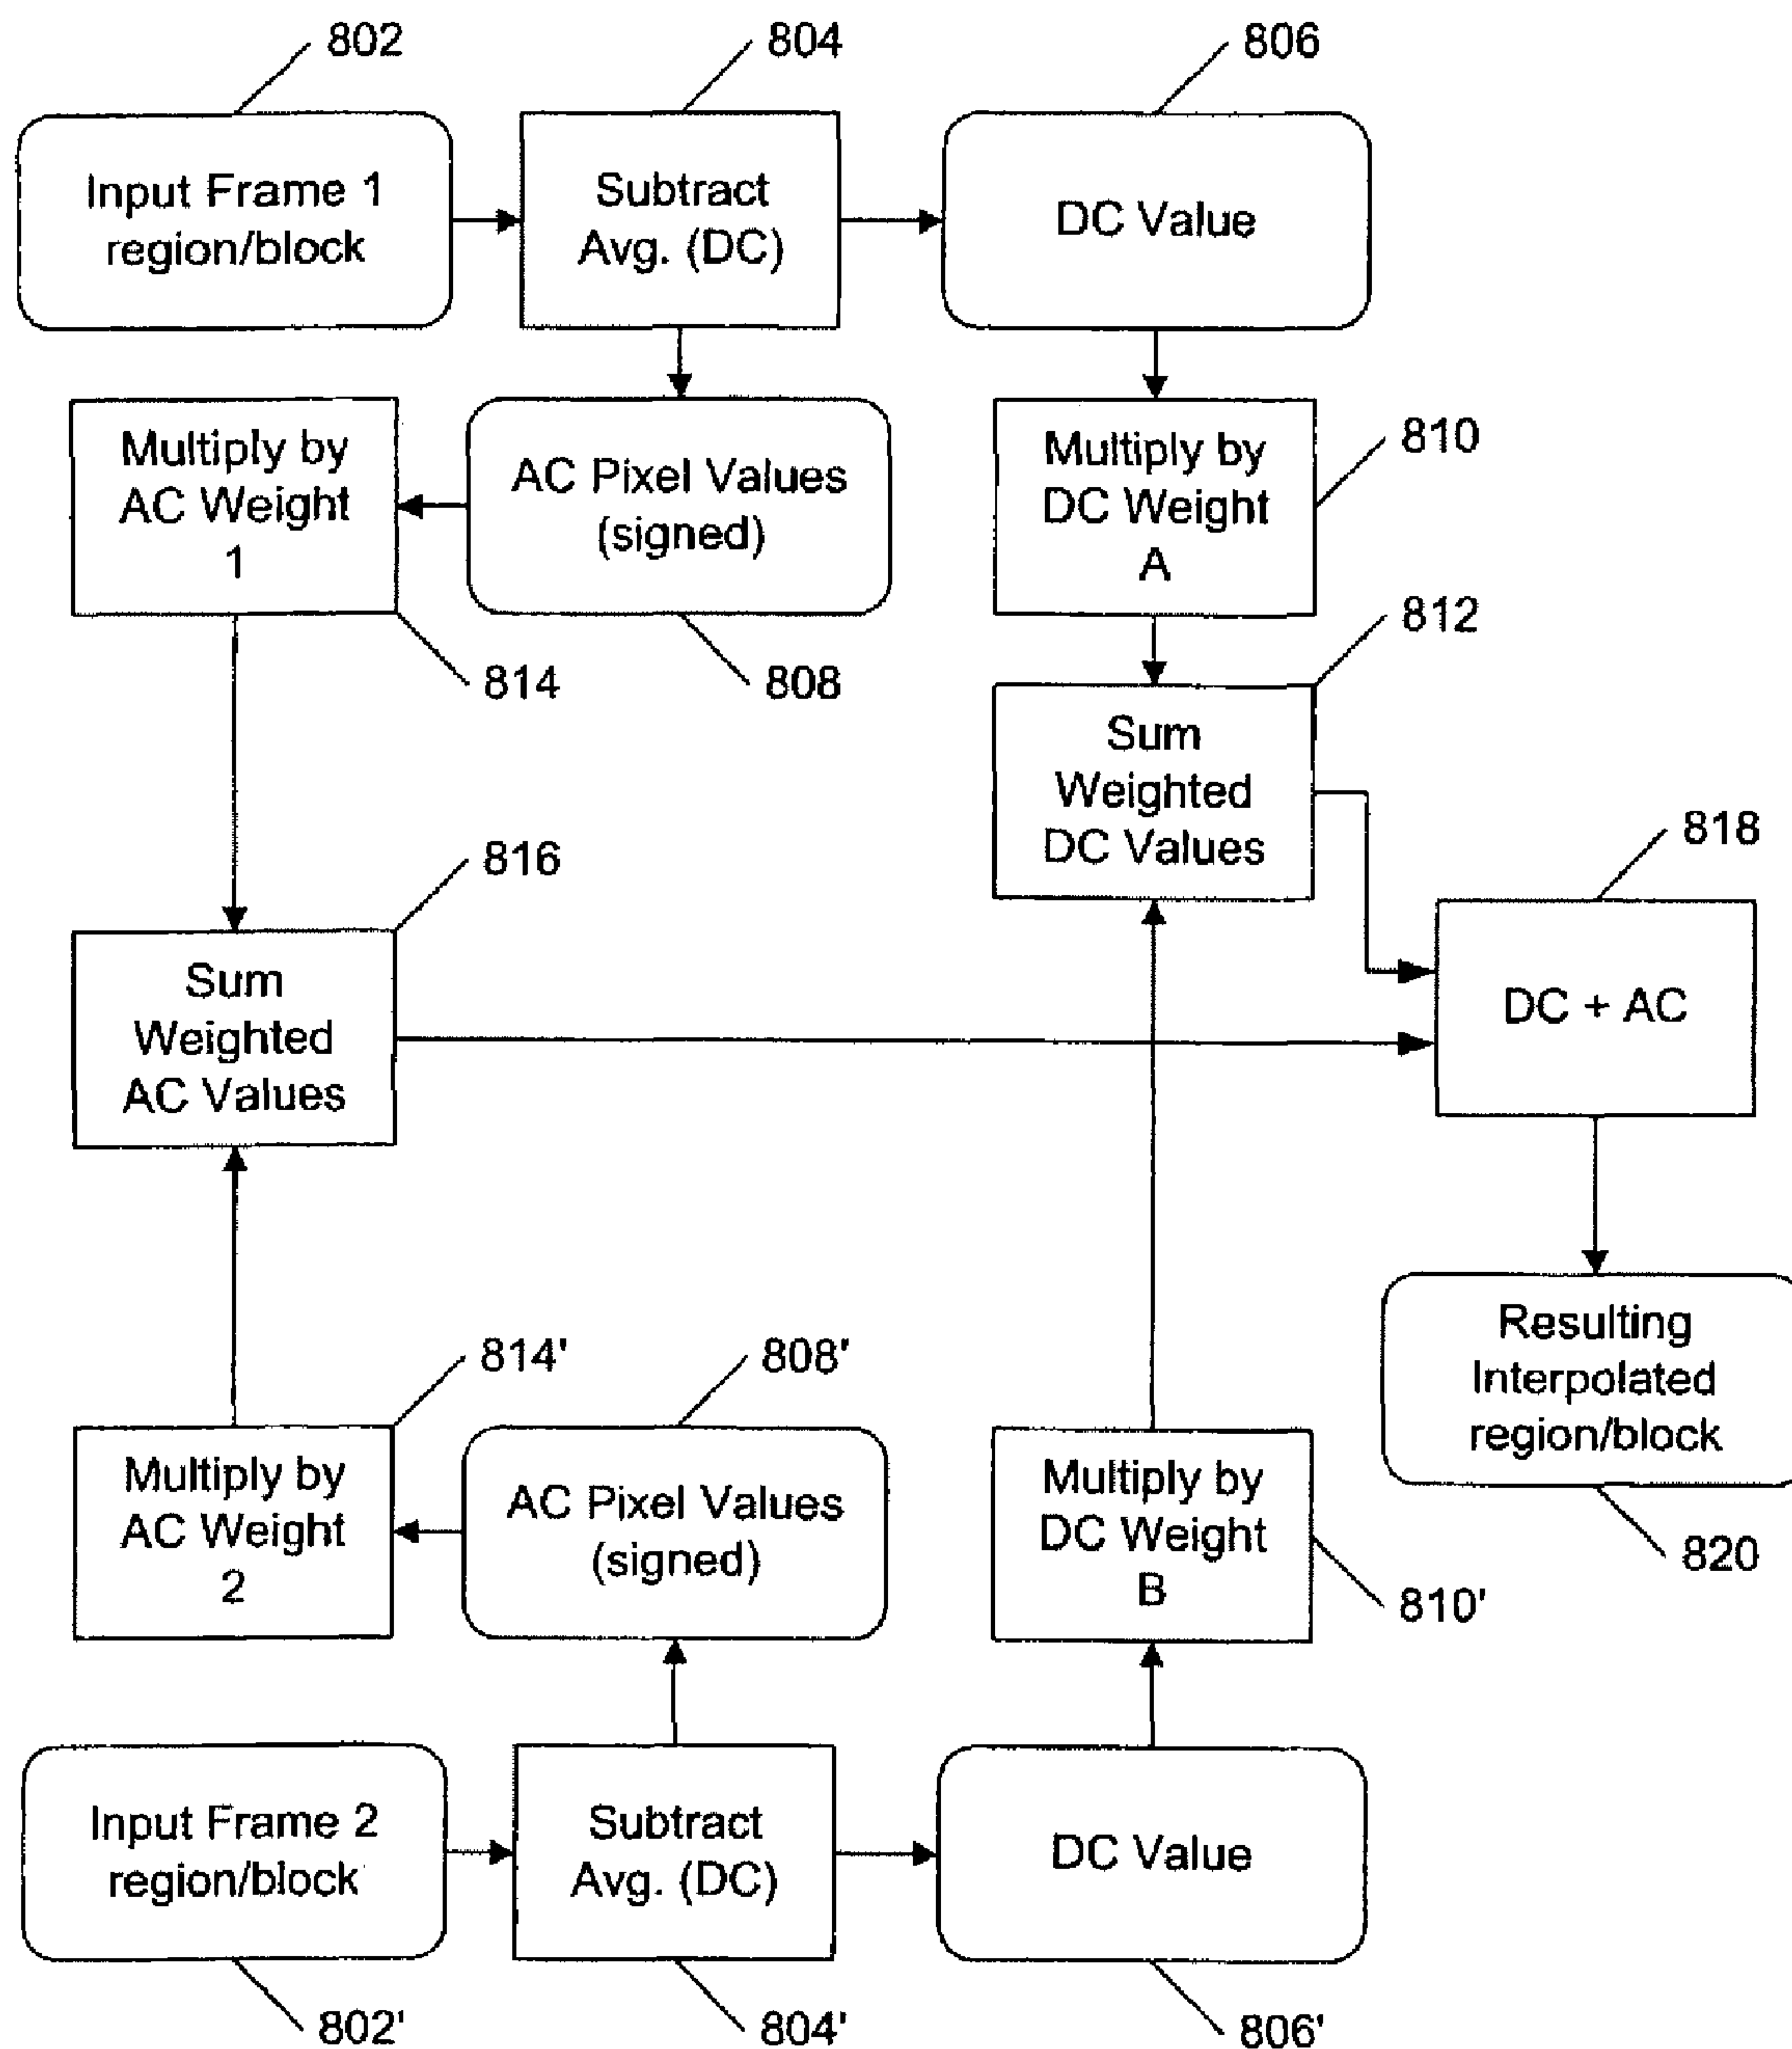 802
804
806
Input Frame 1
region/block
Subtract
Avg. (DC)
DC Value
Multiply by
AC Weight
1
AC Pixel Values
(signed)
Multiply by
DC Weight
A
810
814
808
812
Sum
Weighted
DC Values
816
818
Sum
Weighted
AC Values
DC + AC
814'
808'
Resulting
Interpolated
region/block
Multiply by
AC Weight
2
AC Pixel Values
(signed)
Multiply by
DC Weight
B
820
810'
Input Frame 2
region/block
Subtract
Avg. (DC)
DC Value
802'
804'
806'